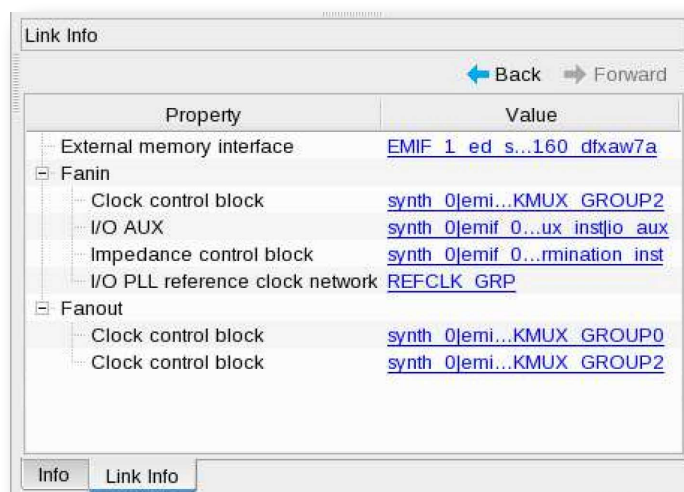 Link Info
Back Forward
Property Value
External memory interface EMIF_1_ed_s...160_dfxaw7a
Fanin
Clock control block synth_0|emi...KMUX_GROUP2
I/O AUX synth_0|emif_0...ux_inst|io_aux
Impedance control block synth_0|emif_0...rmination_inst
I/O PLL reference clock network REFCLK_GRP
Fanout
Clock control block synth_0|emi...KMUX_GROUP0
Clock control block synth_0|emi...KMUX_GROUP2
Info Link Info